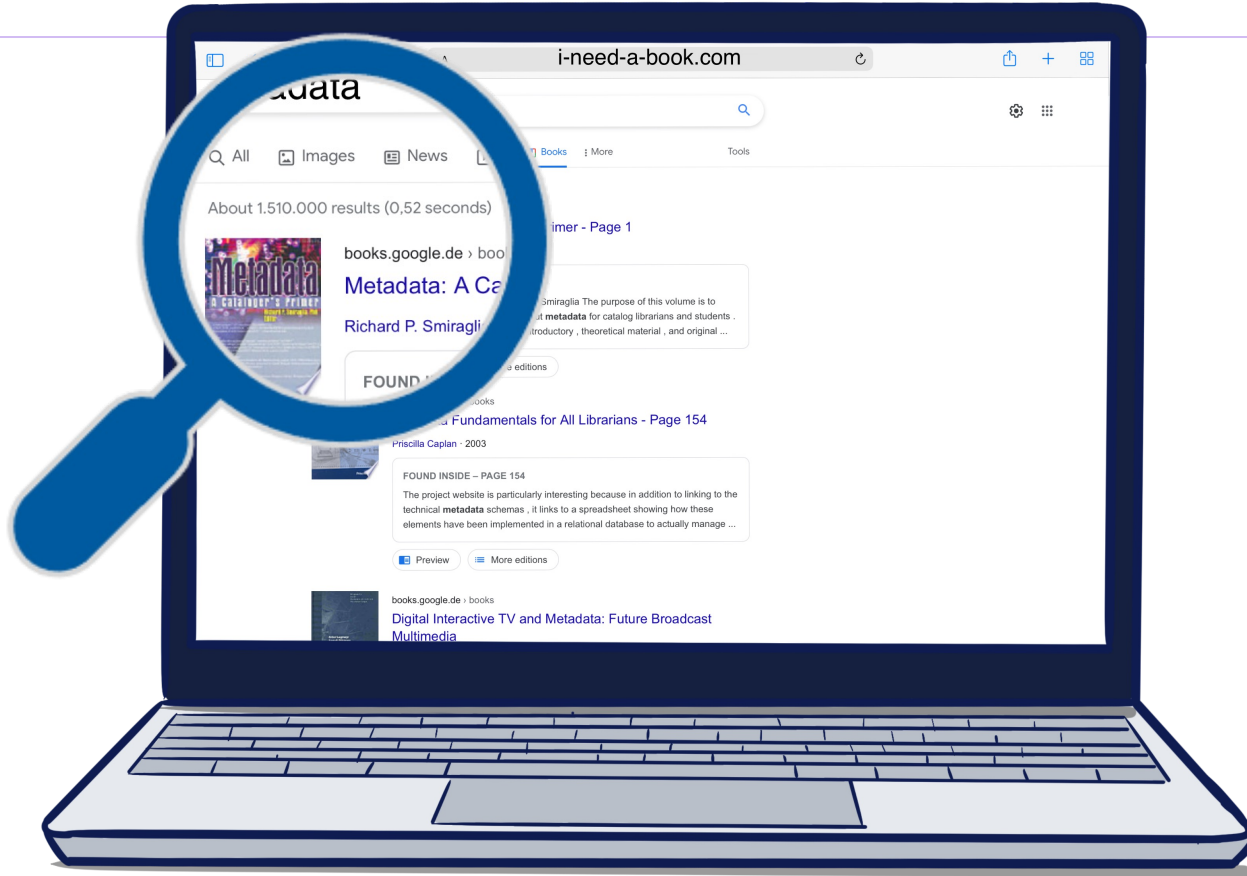 i-need-a-book.com
adata
All Images News Books More Tools
About 1.510.000 results (0,52 seconds)
imer - Page 1
Metadata
A Cataloger's Primer
Richard P. Smiraglia, PhD
Editor
books.google.de › boo
Metadata: A Ca
Richard P. Smiragli
Smiraglia The purpose of this volume is to
ut metadata for catalog librarians and students .
troductory , theoretical material , and original ...
FOUND
e editions
ooks
Fundamentals for All Librarians - Page 154
Priscilla Caplan · 2003
FOUND INSIDE – PAGE 154
The project website is particularly interesting because in addition to linking to the
technical metadata schemas , it links to a spreadsheet showing how these
elements have been implemented in a relational database to actually manage ...
Preview More editions
books.google.de › books
Digital Interactive TV and Metadata: Future Broadcast
Multimedia